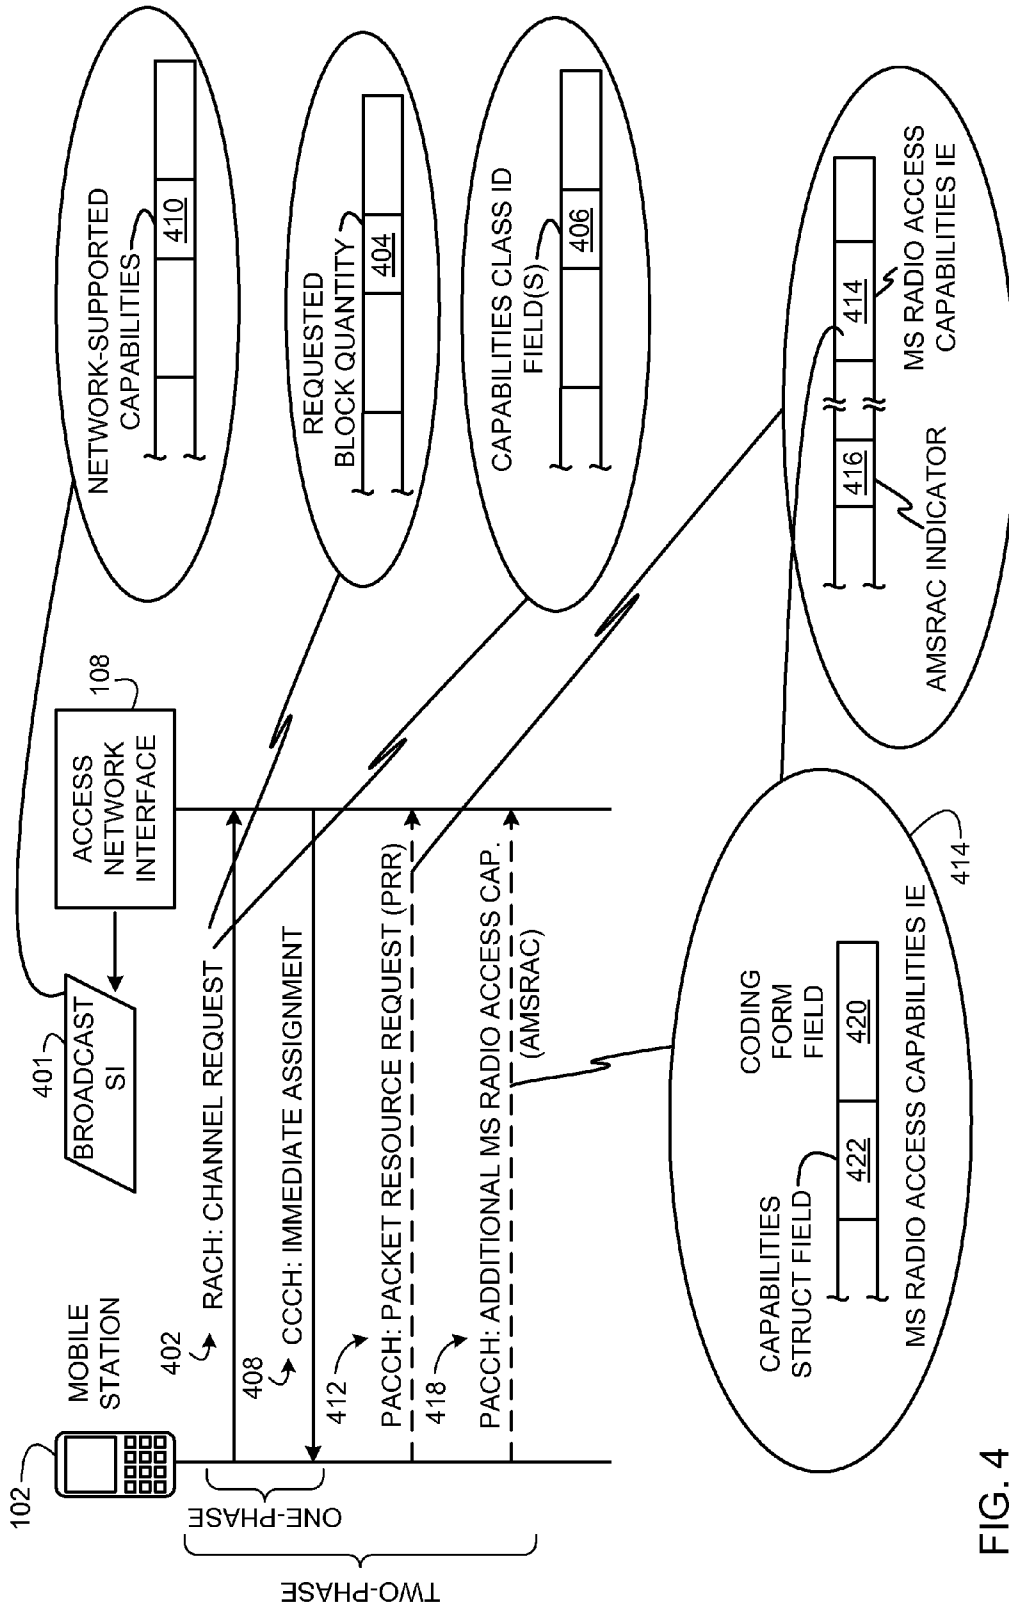 102
MOBILE
STATION
401
BROADCAST
SI
ACCESS
NETWORK
INTERFACE
108
NETWORK-SUPPORTED
CAPABILITIES
410
402
RACH: CHANNEL REQUEST
408
CCCH: IMMEDIATE ASSIGNMENT
412
PACCH: PACKET RESOURCE REQUEST (PRR)
418
PACCH: ADDITIONAL MS RADIO ACCESS CAP.
(AMSRAC)
ONE-PHASE
TWO-PHASE
REQUESTED
BLOCK QUANTITY
404
CAPABILITIES CLASS ID
FIELD(S)
406
CAPABILITIES
STRUCT FIELD
CODING
FORM
FIELD
422
420
MS RADIO ACCESS CAPABILITIES IE
414
416
414
AMSRAC INDICATOR
MS RADIO ACCESS
CAPABILITIES IE
FIG. 4